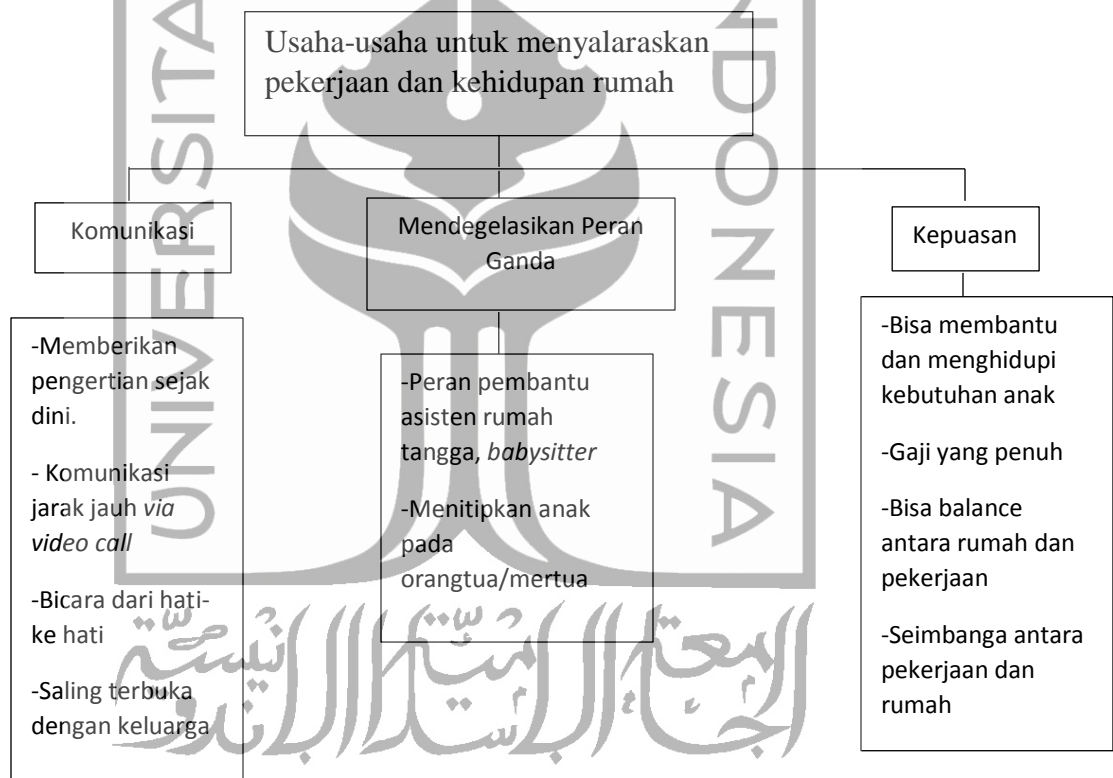 Usaha-usaha untuk menyalaraskan
pekerjaan dan kehidupan rumah
Komunikasi
Mendegelasikan Peran
Ganda
Kepuasan
-Memberikan
pengertian sejak
dini.
- Komunikasi
jarak jauh via
video call
-Bicara dari hati-
ke hati
-Saling terbuka
dengan keluarga
-Peran pembantu
asisten rumah
tangga, babysitter
-Menitipkan anak
pada
orangtua/mertua
-Bisa membantu
dan menghidupi
kebutuhan anak
-Gaji yang penuh
-Bisa balance
antara rumah dan
pekerjaan
-Seimbanga antara
pekerjaan dan
rumah
UNIVERSITA
NDONESIA